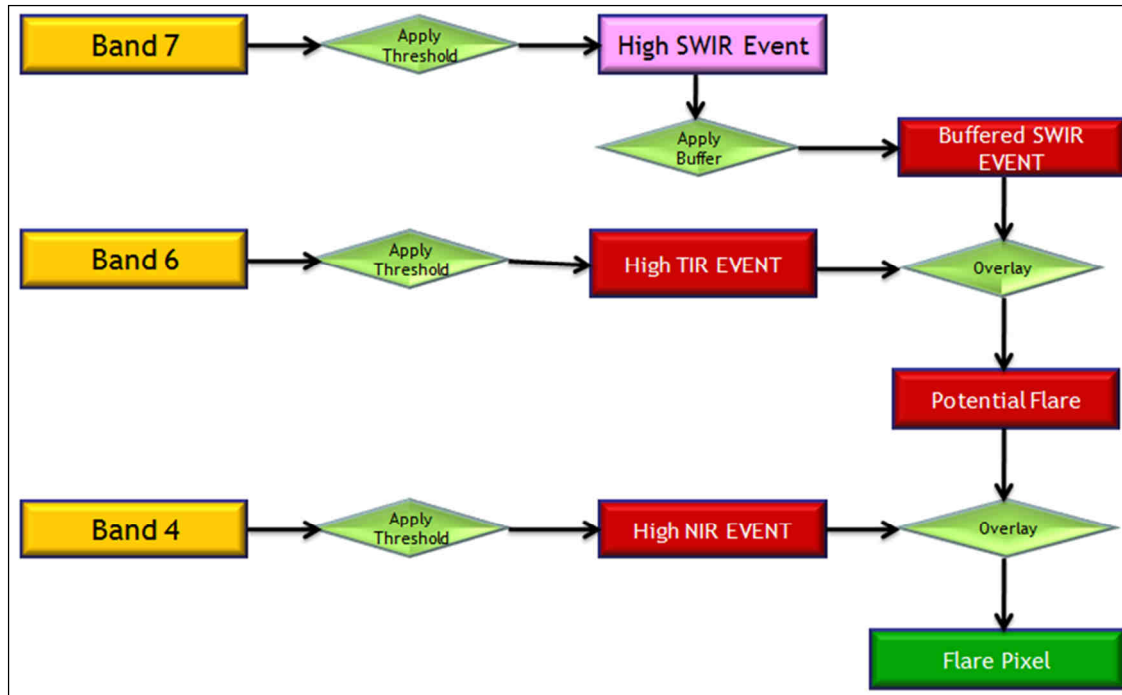 Band 7
Apply
Threshold
High SWIR Event
Apply
Buffer
Buffered SWIR
EVENT
Band 6
Apply
Threshold
High TIR EVENT
Overlay
Potential Flare
Band 4
Apply
Threshold
High NIR EVENT
Overlay
Flare Pixel